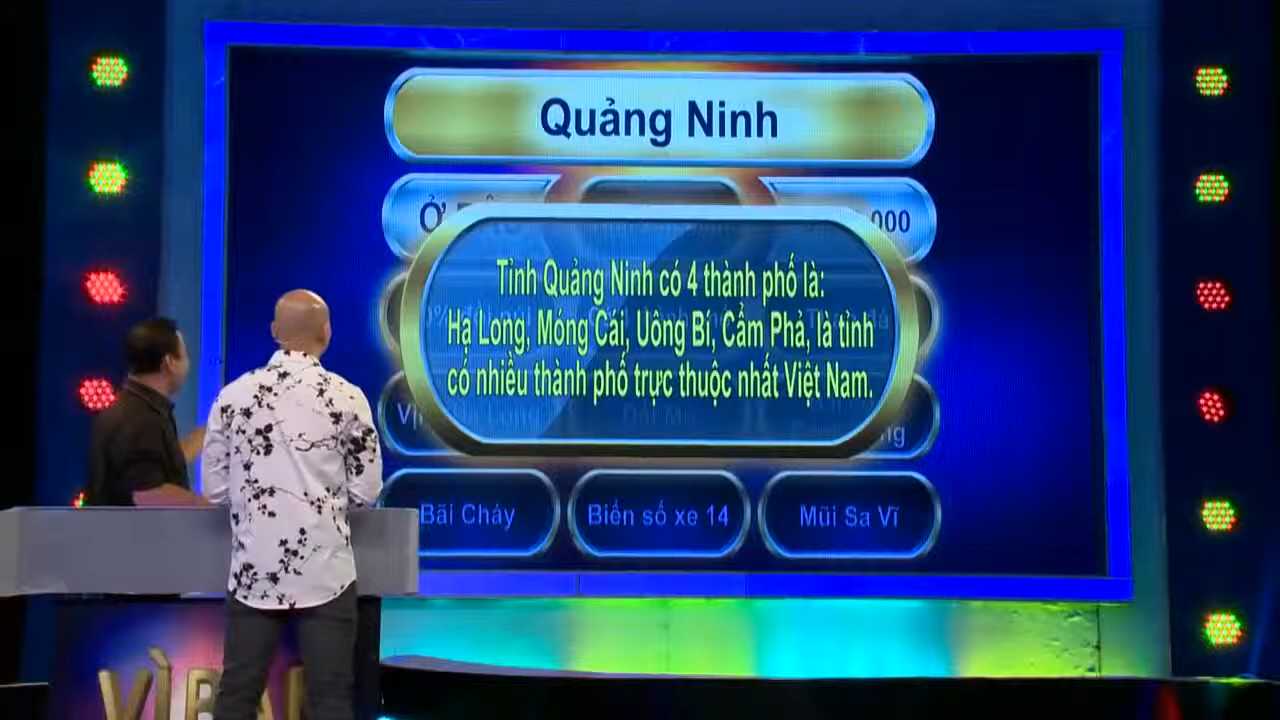 Quảng Ninh
Ở
000
Tỉnh Quảng Ninh có 4 thành phố là:
Hạ Long, Móng Cái, Uông Bí, Cẩm Phả, là tỉnh
có nhiều thành phố trực thuộc nhất Việt Nam.
Bãi Cháy
Biển số xe 14
Mũi Sa Vĩ
VÌ